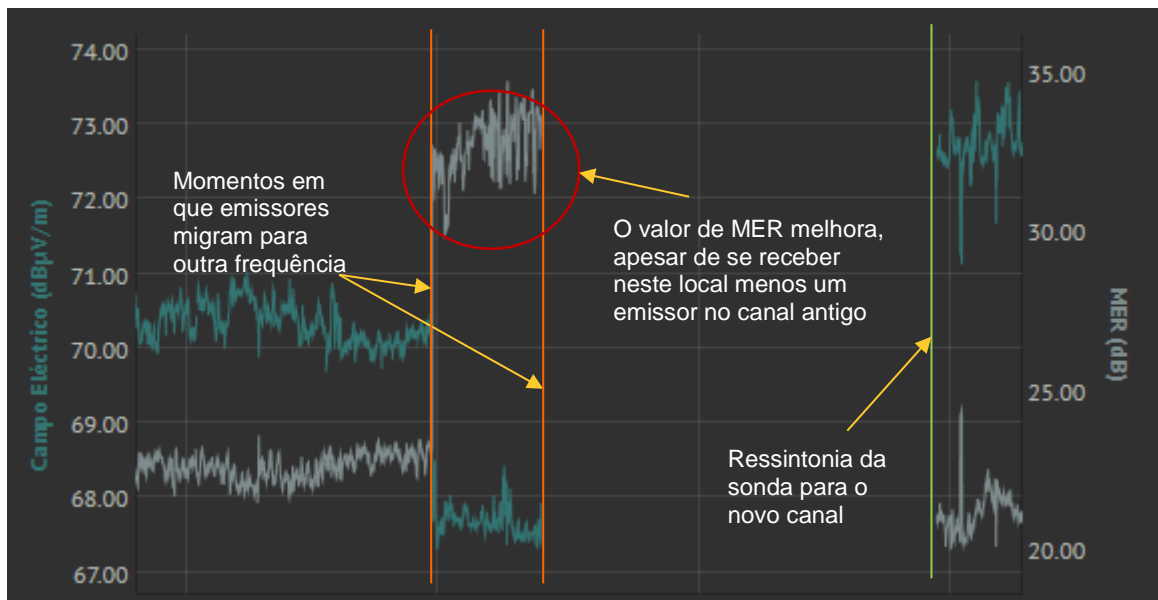 74.00
73.00
72.00
71.00
70.00
69.00
68.00
67.00
Campo Eléctrico (dBµV/m)
Momentos em
que emissores
migram para
outra frequência
O valor de MER melhora,
apesar de se receber
neste local menos um
emissor no canal antigo
Ressintonia da
sonda para o
novo canal
35.00
30.00
25.00
20.00
MER (dB)